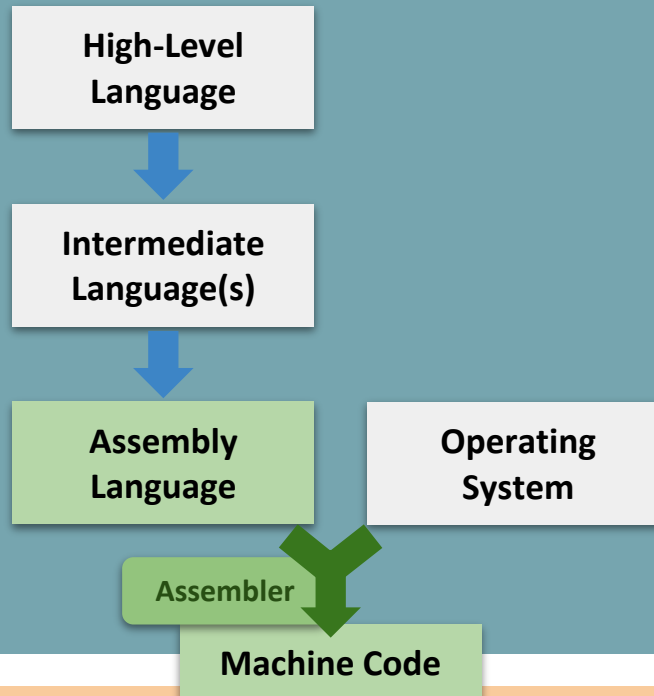 High-Level
Language
Intermediate
Language(s)
Assembly
Language
Operating
System
Assembler
Machine Code